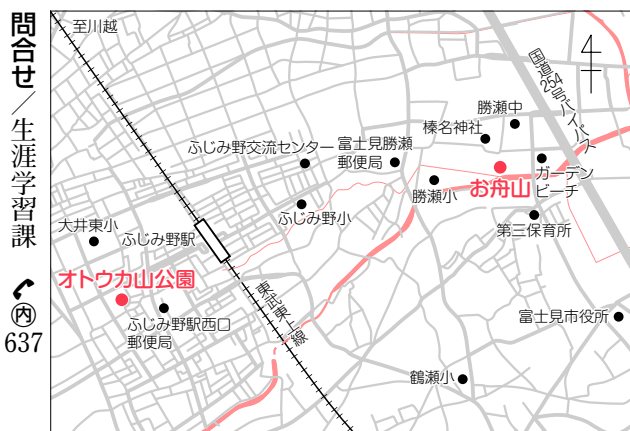 問合せ/生涯学習課
㋤637
至川越
国道254号バイパス
勝瀬中
榛名神社
ふじみ野交流センター
富士見勝瀬
郵便局
ガーデン
ビーチ
お舟山
勝瀬小
ふじみ野小
第三保育所
大井東小
ふじみ野駅
オトウカ山公園
ふじみ野駅西口
郵便局
東武東上線
富士見市役所
鶴瀬小